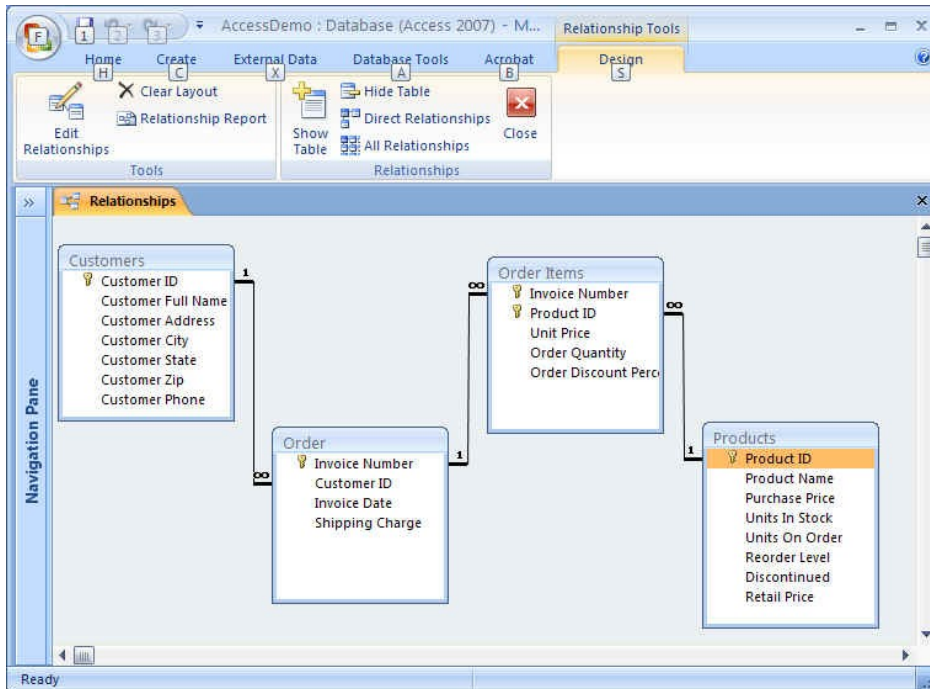 AccessDemo : Database (Access 2007) - M...
Relationship Tools
F
1
2
3
Home
Create
External Data
Database Tools
Acrobat
Design
H
C
X
A
B
S
Edit Relationships
Clear Layout
Relationship Report
Tools
Show Table
Hide Table
Direct Relationships
All Relationships
Close
Relationships
»
Relationships
Navigation Pane
Customers
Customer ID
Customer Full Name
Customer Address
Customer City
Customer State
Customer Zip
Customer Phone
1
∞
Order
Invoice Number
Customer ID
Invoice Date
Shipping Charge
1
∞
Order Items
Invoice Number
Product ID
Unit Price
Order Quantity
Order Discount Perc
∞
1
Products
Product ID
Product Name
Purchase Price
Units In Stock
Units On Order
Reorder Level
Discontinued
Retail Price
Ready